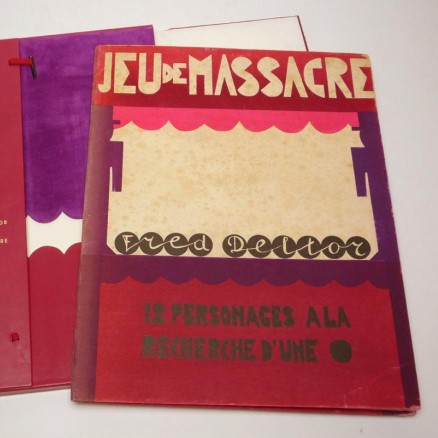 JEU DE MASSACRE
Fred Deltor
12 PERSONAGES A LA
RECHERCHE D'UNE